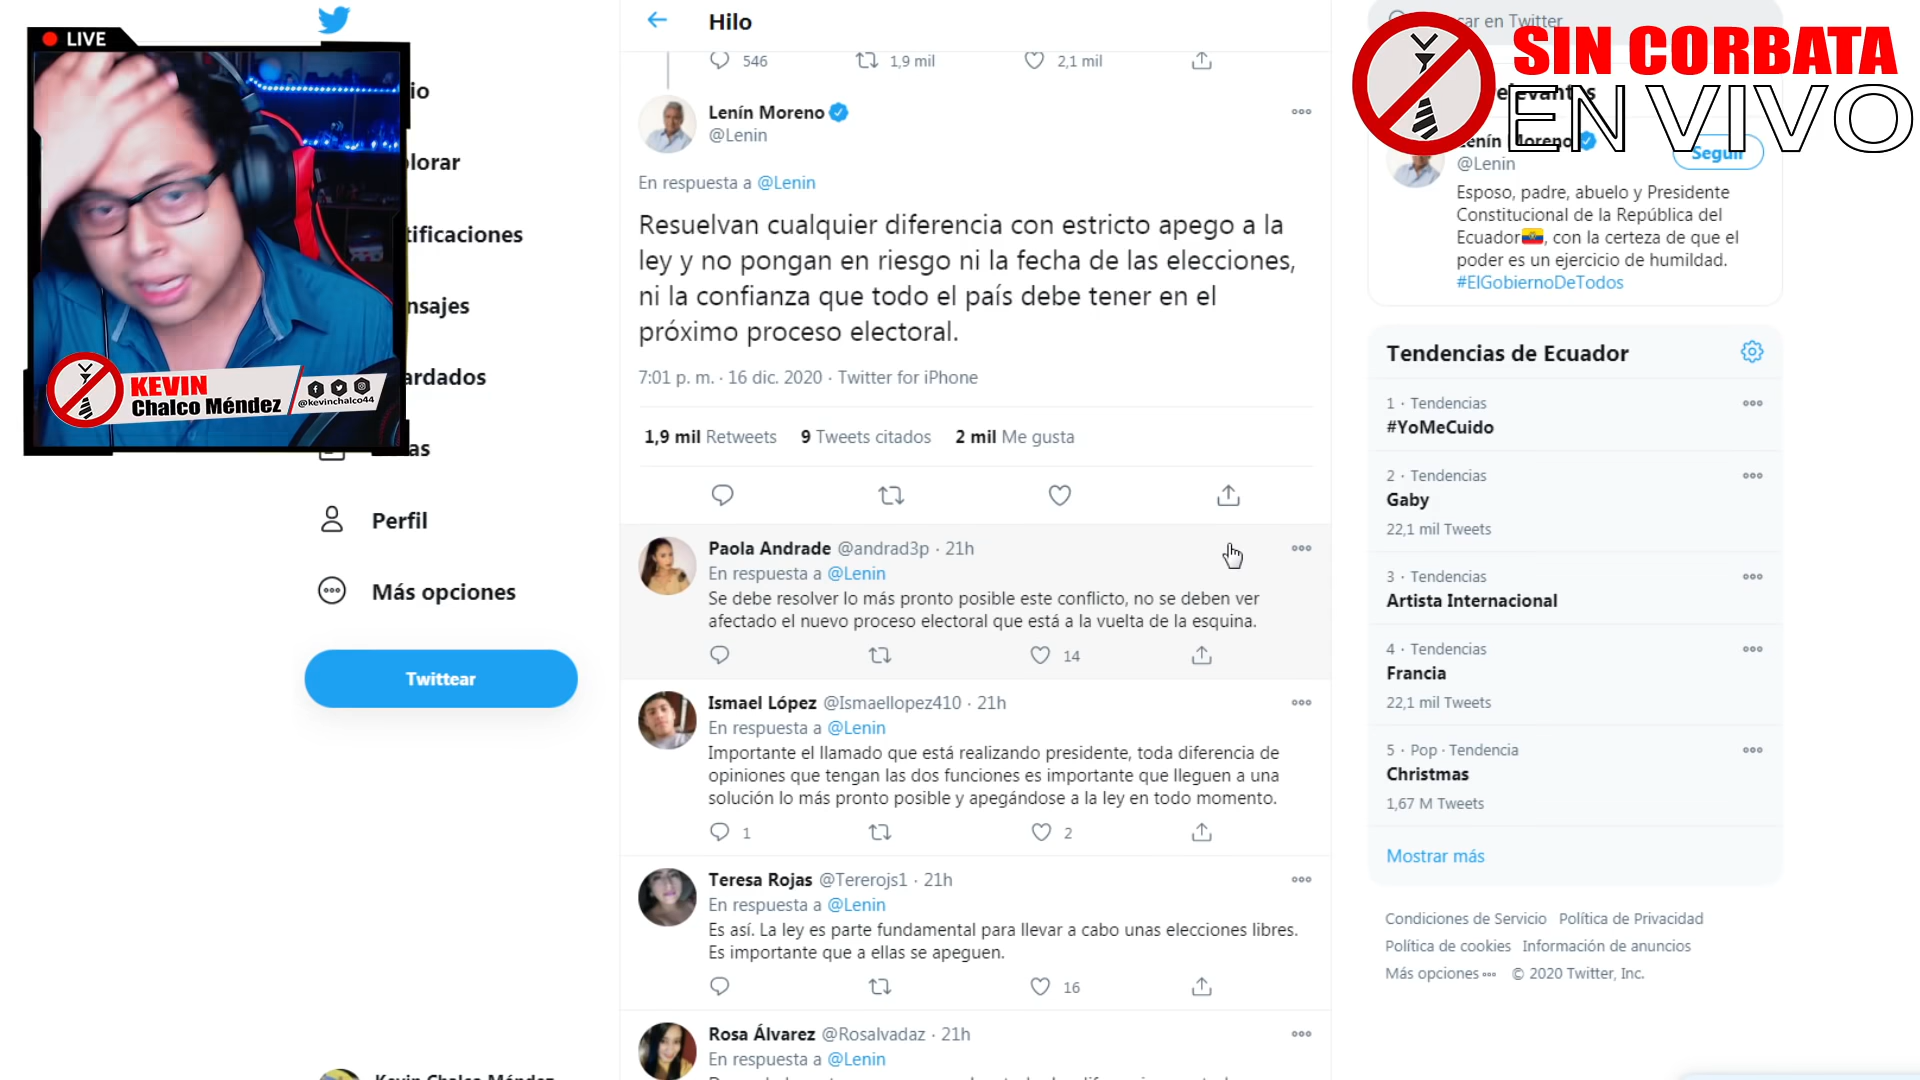 LIVE
KEVIN
Chalco Méndez
@kevinchalco44
Perfil
Más opciones
Twittear
Hilo
546
1,9 mil
2,1 mil
Lenín Moreno
@Lenin
En respuesta a @Lenin
Resuelvan cualquier diferencia con estricto apego a la
ley y no pongan en riesgo ni la fecha de las elecciones,
ni la confianza que todo el país debe tener en el
próximo proceso electoral.
7:01 p. m. · 16 dic. 2020 · Twitter for iPhone
1,9 mil Retweets 9 Tweets citados 2 mil Me gusta
Paola Andrade @andrad3p · 21h
En respuesta a @Lenin
Se debe resolver lo más pronto posible este conflicto, no se deben ver
afectado el nuevo proceso electoral que está a la vuelta de la esquina.
14
Ismael López @Ismaellopez410 · 21h
En respuesta a @Lenin
Importante el llamado que está realizando presidente, toda diferencia de
opiniones que tengan las dos funciones es importante que lleguen a una
solución lo más pronto posible y apegándose a la ley en todo momento.
1
2
Teresa Rojas @Tererojs1 · 21h
En respuesta a @Lenin
Es así. La ley es parte fundamental para llevar a cabo unas elecciones libres.
Es importante que a ellas se apeguen.
16
Rosa Álvarez @Rosalvadaz · 21h
En respuesta a @Lenin
en Twitter
SIN CORBATA
EN VIVO
Moreno
@Lenin
Seguir
Esposo, padre, abuelo y Presidente
Constitucional de la República del
Ecuador, con la certeza de que el
poder es un ejercicio de humildad.
#ElGobiernoDeTodos
Tendencias de Ecuador
1 · Tendencias
#YoMeCuido
2 · Tendencias
Gaby
22,1 mil Tweets
3 · Tendencias
Artista Internacional
4 · Tendencias
Francia
22,1 mil Tweets
5 · Pop · Tendencia
Christmas
1,67 M Tweets
Mostrar más
Condiciones de Servicio Política de Privacidad
Política de cookies Información de anuncios
Más opciones © 2020 Twitter, Inc.